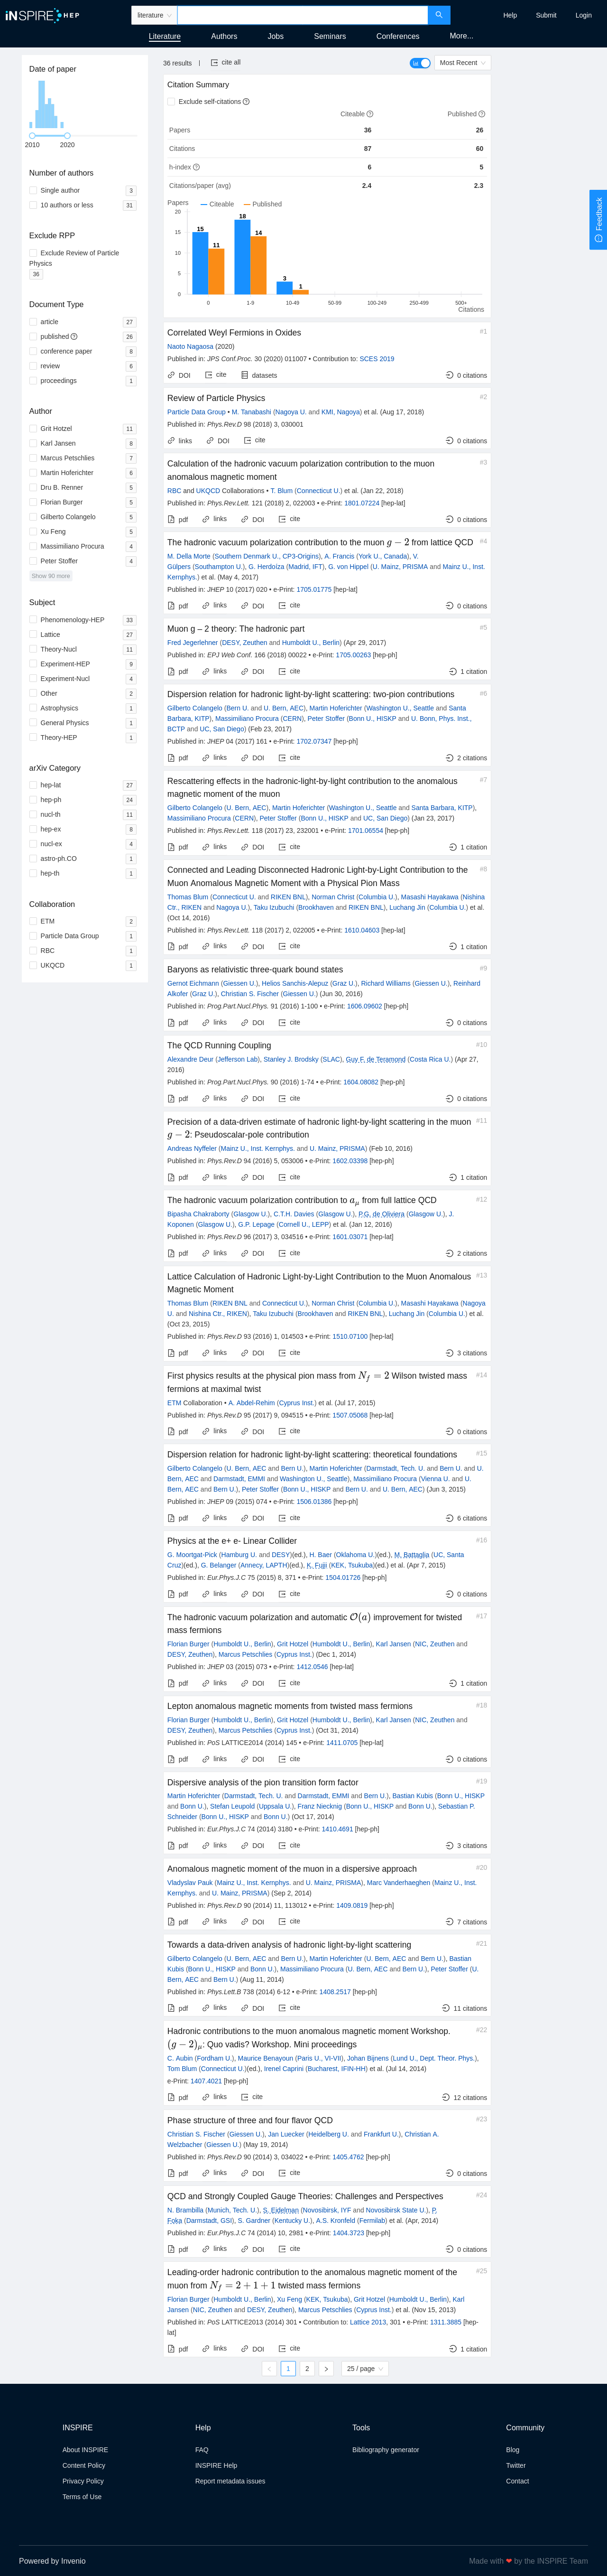 INSPIRE HEP
literature
Help
Submit
Login
Literature
Authors
Jobs
Seminars
Conferences
More...
Date of paper
2010
2020
Number of authors
Single author 3
10 authors or less 31
Exclude RPP
Exclude Review of Particle Physics
36
Document Type
article 27
published 26
conference paper 8
review 6
proceedings 1
Author
Grit Hotzel 11
Karl Jansen 8
Marcus Petschlies 7
Martin Hoferichter 6
Dru B. Renner 5
Florian Burger 5
Gilberto Colangelo 5
Xu Feng 5
Massimiliano Procura 4
Peter Stoffer 4
Show 90 more
Subject
Phenomenology-HEP 33
Lattice 27
Theory-Nucl 11
Experiment-HEP 9
Experiment-Nucl 4
Other 2
Astrophysics 1
General Physics 1
Theory-HEP 1
arXiv Category
hep-lat 27
hep-ph 24
nucl-th 11
hep-ex 8
nucl-ex 4
astro-ph.CO 1
hep-th 1
Collaboration
ETM 2
Particle Data Group 1
RBC 1
UKQCD 1
36 results | cite all
Most Recent
Citation Summary
Exclude self-citations
Citeable Published
Papers 36 26
Citations 87 60
h-index 6 5
Citations/paper (avg) 2.4 2.3
Papers Citeable Published
20
15
10
5
0
15 11 18 14 3 1
0 1-9 10-49 50-99 100-249 250-499 500+
Citations
Feedback
Correlated Weyl Fermions in Oxides #1
Naoto Nagaosa (2020)
Published in: JPS Conf.Proc. 30 (2020) 011007 • Contribution to: SCES 2019
DOI cite datasets 0 citations
Review of Particle Physics #2
Particle Data Group • M. Tanabashi (Nagoya U. and KMI, Nagoya) et al. (Aug 17, 2018)
Published in: Phys.Rev.D 98 (2018) 3, 030001
links DOI cite 0 citations
Calculation of the hadronic vacuum polarization contribution to the muon #3
anomalous magnetic moment
RBC and UKQCD Collaborations • T. Blum (Connecticut U.) et al. (Jan 22, 2018)
Published in: Phys.Rev.Lett. 121 (2018) 2, 022003 • e-Print: 1801.07224 [hep-lat]
pdf links DOI cite 0 citations
The hadronic vacuum polarization contribution to the muon g − 2 from lattice QCD #4
M. Della Morte (Southern Denmark U., CP3-Origins), A. Francis (York U., Canada), V.
Gülpers (Southampton U.), G. Herdoíza (Madrid, IFT), G. von Hippel (U. Mainz, PRISMA and Mainz U., Inst.
Kernphys.) et al. (May 4, 2017)
Published in: JHEP 10 (2017) 020 • e-Print: 1705.01775 [hep-lat]
pdf links DOI cite 0 citations
Muon g – 2 theory: The hadronic part #5
Fred Jegerlehner (DESY, Zeuthen and Humboldt U., Berlin) (Apr 29, 2017)
Published in: EPJ Web Conf. 166 (2018) 00022 • e-Print: 1705.00263 [hep-ph]
pdf links DOI cite 1 citation
Dispersion relation for hadronic light-by-light scattering: two-pion contributions #6
Gilberto Colangelo (Bern U. and U. Bern, AEC), Martin Hoferichter (Washington U., Seattle and Santa
Barbara, KITP), Massimiliano Procura (CERN), Peter Stoffer (Bonn U., HISKP and U. Bonn, Phys. Inst.,
BCTP and UC, San Diego) (Feb 23, 2017)
Published in: JHEP 04 (2017) 161 • e-Print: 1702.07347 [hep-ph]
pdf links DOI cite 2 citations
Rescattering effects in the hadronic-light-by-light contribution to the anomalous #7
magnetic moment of the muon
Gilberto Colangelo (U. Bern, AEC), Martin Hoferichter (Washington U., Seattle and Santa Barbara, KITP),
Massimiliano Procura (CERN), Peter Stoffer (Bonn U., HISKP and UC, San Diego) (Jan 23, 2017)
Published in: Phys.Rev.Lett. 118 (2017) 23, 232001 • e-Print: 1701.06554 [hep-ph]
pdf links DOI cite 1 citation
Connected and Leading Disconnected Hadronic Light-by-Light Contribution to the #8
Muon Anomalous Magnetic Moment with a Physical Pion Mass
Thomas Blum (Connecticut U. and RIKEN BNL), Norman Christ (Columbia U.), Masashi Hayakawa (Nishina
Ctr., RIKEN and Nagoya U.), Taku Izubuchi (Brookhaven and RIKEN BNL), Luchang Jin (Columbia U.) et al.
(Oct 14, 2016)
Published in: Phys.Rev.Lett. 118 (2017) 2, 022005 • e-Print: 1610.04603 [hep-lat]
pdf links DOI cite 1 citation
Baryons as relativistic three-quark bound states #9
Gernot Eichmann (Giessen U.), Helios Sanchis-Alepuz (Graz U.), Richard Williams (Giessen U.), Reinhard
Alkofer (Graz U.), Christian S. Fischer (Giessen U.) (Jun 30, 2016)
Published in: Prog.Part.Nucl.Phys. 91 (2016) 1-100 • e-Print: 1606.09602 [hep-ph]
pdf links DOI cite 0 citations
The QCD Running Coupling #10
Alexandre Deur (Jefferson Lab), Stanley J. Brodsky (SLAC), Guy F. de Teramond (Costa Rica U.) (Apr 27,
2016)
Published in: Prog.Part.Nucl.Phys. 90 (2016) 1-74 • e-Print: 1604.08082 [hep-ph]
pdf links DOI cite 0 citations
Precision of a data-driven estimate of hadronic light-by-light scattering in the muon #11
g − 2: Pseudoscalar-pole contribution
Andreas Nyffeler (Mainz U., Inst. Kernphys. and U. Mainz, PRISMA) (Feb 10, 2016)
Published in: Phys.Rev.D 94 (2016) 5, 053006 • e-Print: 1602.03398 [hep-ph]
pdf links DOI cite 1 citation
The hadronic vacuum polarization contribution to aμ from full lattice QCD #12
Bipasha Chakraborty (Glasgow U.), C.T.H. Davies (Glasgow U.), P.G. de Oliveira (Glasgow U.), J.
Koponen (Glasgow U.), G.P. Lepage (Cornell U., LEPP) et al. (Jan 12, 2016)
Published in: Phys.Rev.D 96 (2017) 3, 034516 • e-Print: 1601.03071 [hep-lat]
pdf links DOI cite 2 citations
Lattice Calculation of Hadronic Light-by-Light Contribution to the Muon Anomalous #13
Magnetic Moment
Thomas Blum (RIKEN BNL and Connecticut U.), Norman Christ (Columbia U.), Masashi Hayakawa (Nagoya
U. and Nishina Ctr., RIKEN), Taku Izubuchi (Brookhaven and RIKEN BNL), Luchang Jin (Columbia U.) et al.
(Oct 23, 2015)
Published in: Phys.Rev.D 93 (2016) 1, 014503 • e-Print: 1510.07100 [hep-lat]
pdf links DOI cite 3 citations
First physics results at the physical pion mass from Nf = 2 Wilson twisted mass #14
fermions at maximal twist
ETM Collaboration • A. Abdel-Rehim (Cyprus Inst.) et al. (Jul 17, 2015)
Published in: Phys.Rev.D 95 (2017) 9, 094515 • e-Print: 1507.05068 [hep-lat]
pdf links DOI cite 0 citations
Dispersion relation for hadronic light-by-light scattering: theoretical foundations #15
Gilberto Colangelo (U. Bern, AEC and Bern U.), Martin Hoferichter (Darmstadt, Tech. U. and Bern U. and U.
Bern, AEC and Darmstadt, EMMI and Washington U., Seattle), Massimiliano Procura (Vienna U. and U.
Bern, AEC and Bern U.), Peter Stoffer (Bonn U., HISKP and Bern U. and U. Bern, AEC) (Jun 3, 2015)
Published in: JHEP 09 (2015) 074 • e-Print: 1506.01386 [hep-ph]
pdf links DOI cite 6 citations
Physics at the e+ e- Linear Collider #16
G. Moortgat-Pick (Hamburg U. and DESY)(ed.), H. Baer (Oklahoma U.)(ed.), M. Battaglia (UC, Santa
Cruz)(ed.), G. Belanger (Annecy, LAPTH)(ed.), K. Fujii (KEK, Tsukuba)(ed.) et al. (Apr 7, 2015)
Published in: Eur.Phys.J.C 75 (2015) 8, 371 • e-Print: 1504.01726 [hep-ph]
pdf links DOI cite 0 citations
The hadronic vacuum polarization and automatic O(a) improvement for twisted #17
mass fermions
Florian Burger (Humboldt U., Berlin), Grit Hotzel (Humboldt U., Berlin), Karl Jansen (NIC, Zeuthen and
DESY, Zeuthen), Marcus Petschlies (Cyprus Inst.) (Dec 1, 2014)
Published in: JHEP 03 (2015) 073 • e-Print: 1412.0546 [hep-lat]
pdf links DOI cite 1 citation
Lepton anomalous magnetic moments from twisted mass fermions #18
Florian Burger (Humboldt U., Berlin), Grit Hotzel (Humboldt U., Berlin), Karl Jansen (NIC, Zeuthen and
DESY, Zeuthen), Marcus Petschlies (Cyprus Inst.) (Oct 31, 2014)
Published in: PoS LATTICE2014 (2014) 145 • e-Print: 1411.0705 [hep-lat]
pdf links DOI cite 0 citations
Dispersive analysis of the pion transition form factor #19
Martin Hoferichter (Darmstadt, Tech. U. and Darmstadt, EMMI and Bern U.), Bastian Kubis (Bonn U., HISKP
and Bonn U.), Stefan Leupold (Uppsala U.), Franz Niecknig (Bonn U., HISKP and Bonn U.), Sebastian P.
Schneider (Bonn U., HISKP and Bonn U.) (Oct 17, 2014)
Published in: Eur.Phys.J.C 74 (2014) 3180 • e-Print: 1410.4691 [hep-ph]
pdf links DOI cite 3 citations
Anomalous magnetic moment of the muon in a dispersive approach #20
Vladyslav Pauk (Mainz U., Inst. Kernphys. and U. Mainz, PRISMA), Marc Vanderhaeghen (Mainz U., Inst.
Kernphys. and U. Mainz, PRISMA) (Sep 2, 2014)
Published in: Phys.Rev.D 90 (2014) 11, 113012 • e-Print: 1409.0819 [hep-ph]
pdf links DOI cite 7 citations
Towards a data-driven analysis of hadronic light-by-light scattering #21
Gilberto Colangelo (U. Bern, AEC and Bern U.), Martin Hoferichter (U. Bern, AEC and Bern U.), Bastian
Kubis (Bonn U., HISKP and Bonn U.), Massimiliano Procura (U. Bern, AEC and Bern U.), Peter Stoffer (U.
Bern, AEC and Bern U.) (Aug 11, 2014)
Published in: Phys.Lett.B 738 (2014) 6-12 • e-Print: 1408.2517 [hep-ph]
pdf links DOI cite 11 citations
Hadronic contributions to the muon anomalous magnetic moment Workshop. #22
(g − 2)μ: Quo vadis? Workshop. Mini proceedings
C. Aubin (Fordham U.), Maurice Benayoun (Paris U., VI-VII), Johan Bijnens (Lund U., Dept. Theor. Phys.),
Tom Blum (Connecticut U.)(ed.), Irenel Caprini (Bucharest, IFIN-HH) et al. (Jul 14, 2014)
e-Print: 1407.4021 [hep-ph]
pdf links cite 12 citations
Phase structure of three and four flavor QCD #23
Christian S. Fischer (Giessen U.), Jan Luecker (Heidelberg U. and Frankfurt U.), Christian A.
Welzbacher (Giessen U.) (May 19, 2014)
Published in: Phys.Rev.D 90 (2014) 3, 034022 • e-Print: 1405.4762 [hep-ph]
pdf links DOI cite 0 citations
QCD and Strongly Coupled Gauge Theories: Challenges and Perspectives #24
N. Brambilla (Munich, Tech. U.), S. Eidelman (Novosibirsk, IYF and Novosibirsk State U.), P.
Foka (Darmstadt, GSI), S. Gardner (Kentucky U.), A.S. Kronfeld (Fermilab) et al. (Apr, 2014)
Published in: Eur.Phys.J.C 74 (2014) 10, 2981 • e-Print: 1404.3723 [hep-ph]
pdf links DOI cite 0 citations
Leading-order hadronic contribution to the anomalous magnetic moment of the #25
muon from Nf = 2 + 1 + 1 twisted mass fermions
Florian Burger (Humboldt U., Berlin), Xu Feng (KEK, Tsukuba), Grit Hotzel (Humboldt U., Berlin), Karl
Jansen (NIC, Zeuthen and DESY, Zeuthen), Marcus Petschlies (Cyprus Inst.) et al. (Nov 15, 2013)
Published in: PoS LATTICE2013 (2014) 301 • Contribution to: Lattice 2013, 301 • e-Print: 1311.3885 [hep-
lat]
pdf links DOI cite 1 citation
1 2 25 / page
INSPIRE
About INSPIRE
Content Policy
Privacy Policy
Terms of Use
Help
FAQ
INSPIRE Help
Report metadata issues
Tools
Bibliography generator
Community
Blog
Twitter
Contact
Powered by Invenio
Made with ❤ by the INSPIRE Team